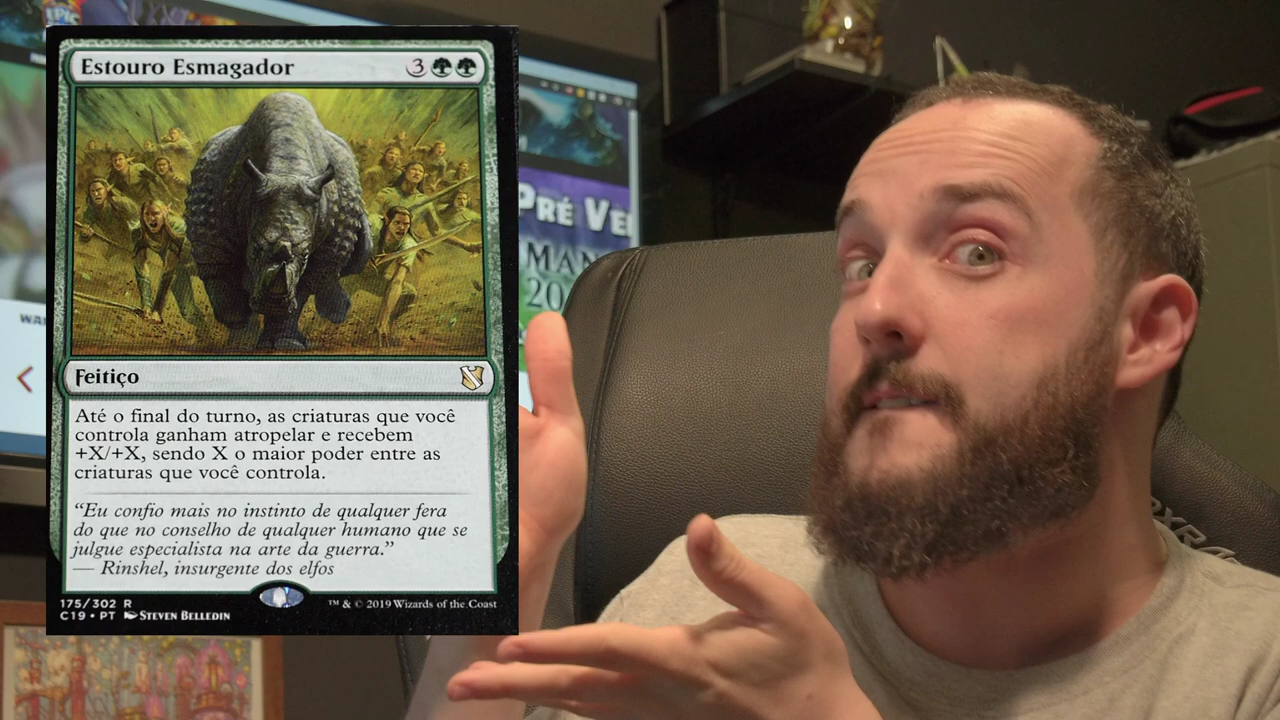 Estouro Esmagador 3
Feitiço
Até o final do turno, as criaturas que você
controla ganham atropelar e recebem
+X/+X, sendo X o maior poder entre as
criaturas que você controla.
“Eu confio mais no instinto de qualquer fera
do que no conselho de qualquer humano que se
julgue especialista na arte da guerra.”
— Rinshel, insurgente dos elfos
175/302 R
C19 • PT Steven Belledin
™ & © 2019 Wizards of the Coast
PRÉ VE
MAN
20